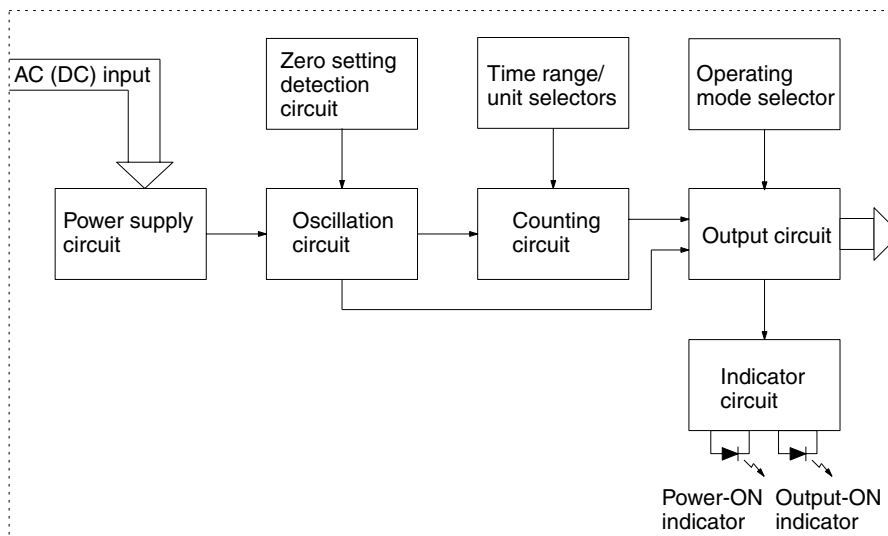 AC (DC) input
Zero setting
detection
circuit
Time range/
unit selectors
Operating
mode selector
Power supply
circuit
Oscillation
circuit
Counting
circuit
Output circuit
Indicator
circuit
Power-ON
indicator
Output-ON
indicator